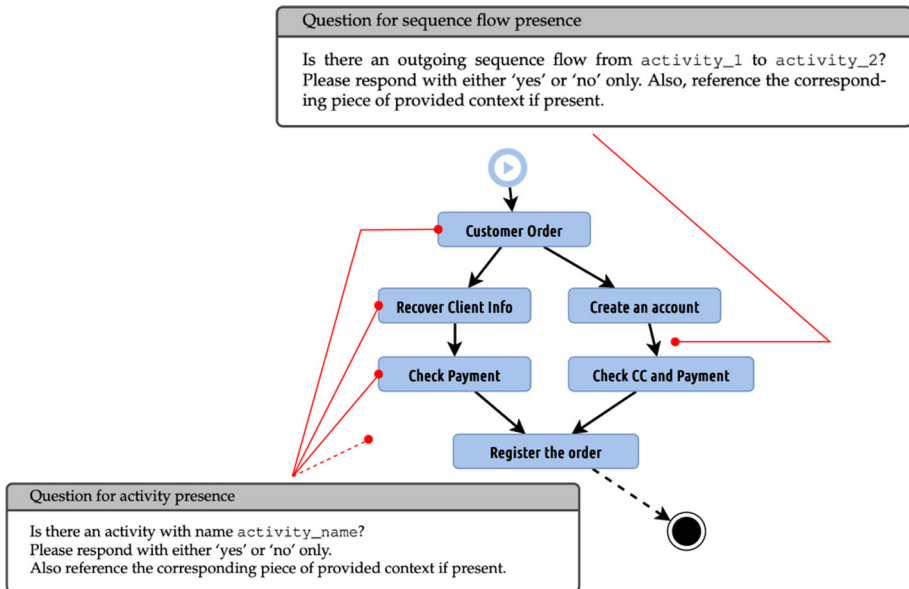 Question for sequence flow presence
Is there an outgoing sequence flow from activity_1 to activity_2?
Please respond with either ‘yes’ or ‘no’ only. Also, reference the correspond-
ing piece of provided context if present.
Customer Order
Recover Client Info
Create an account
Check Payment
Check CC and Payment
Register the order
Question for activity presence
Is there an activity with name activity_name?
Please respond with either ‘yes’ or ‘no’ only.
Also reference the corresponding piece of provided context if present.